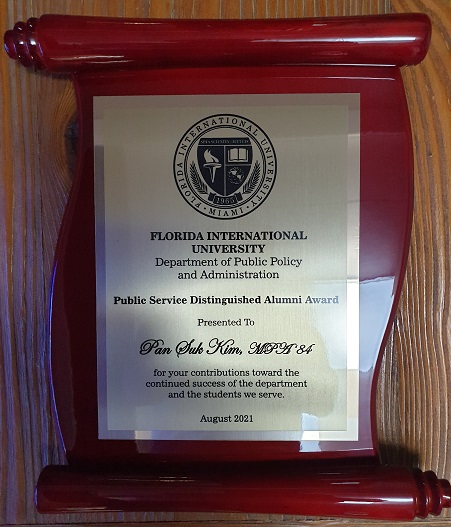 FLORIDA INTERNATIONAL UNIVERSITY
MIAMI
1965
FLORIDA INTERNATIONAL
UNIVERSITY
Department of Public Policy
and Administration
Public Service Distinguished Alumni Award
Presented To
Pan Suk Kim, MPA '84
for your contributions toward the
continued success of the department
and the students we serve.
August 2021